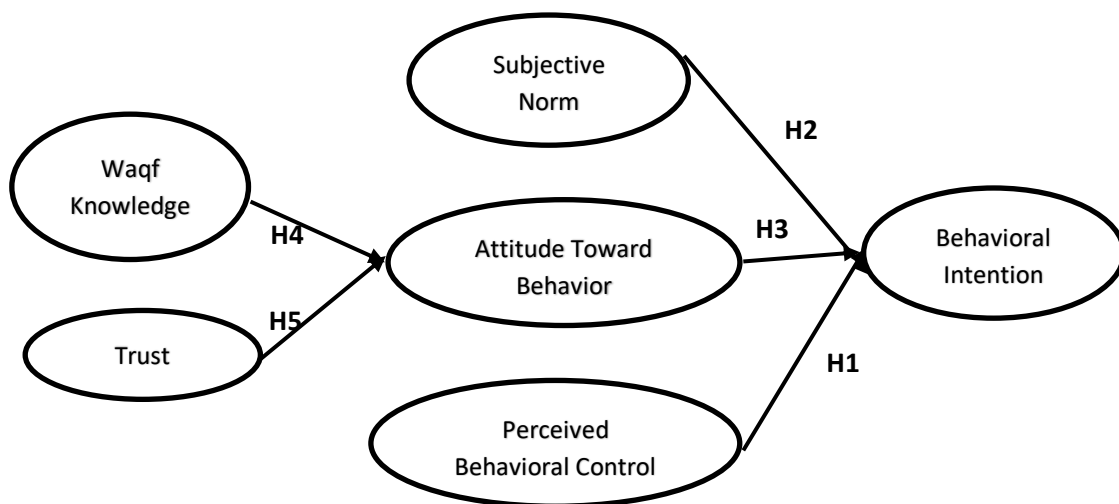 Subjective
Norm
H2
Waqf
Knowledge
H4
H3
Attitude Toward
Behavior
Behavioral
Intention
H5
Trust
H1
Perceived
Behavioral Control